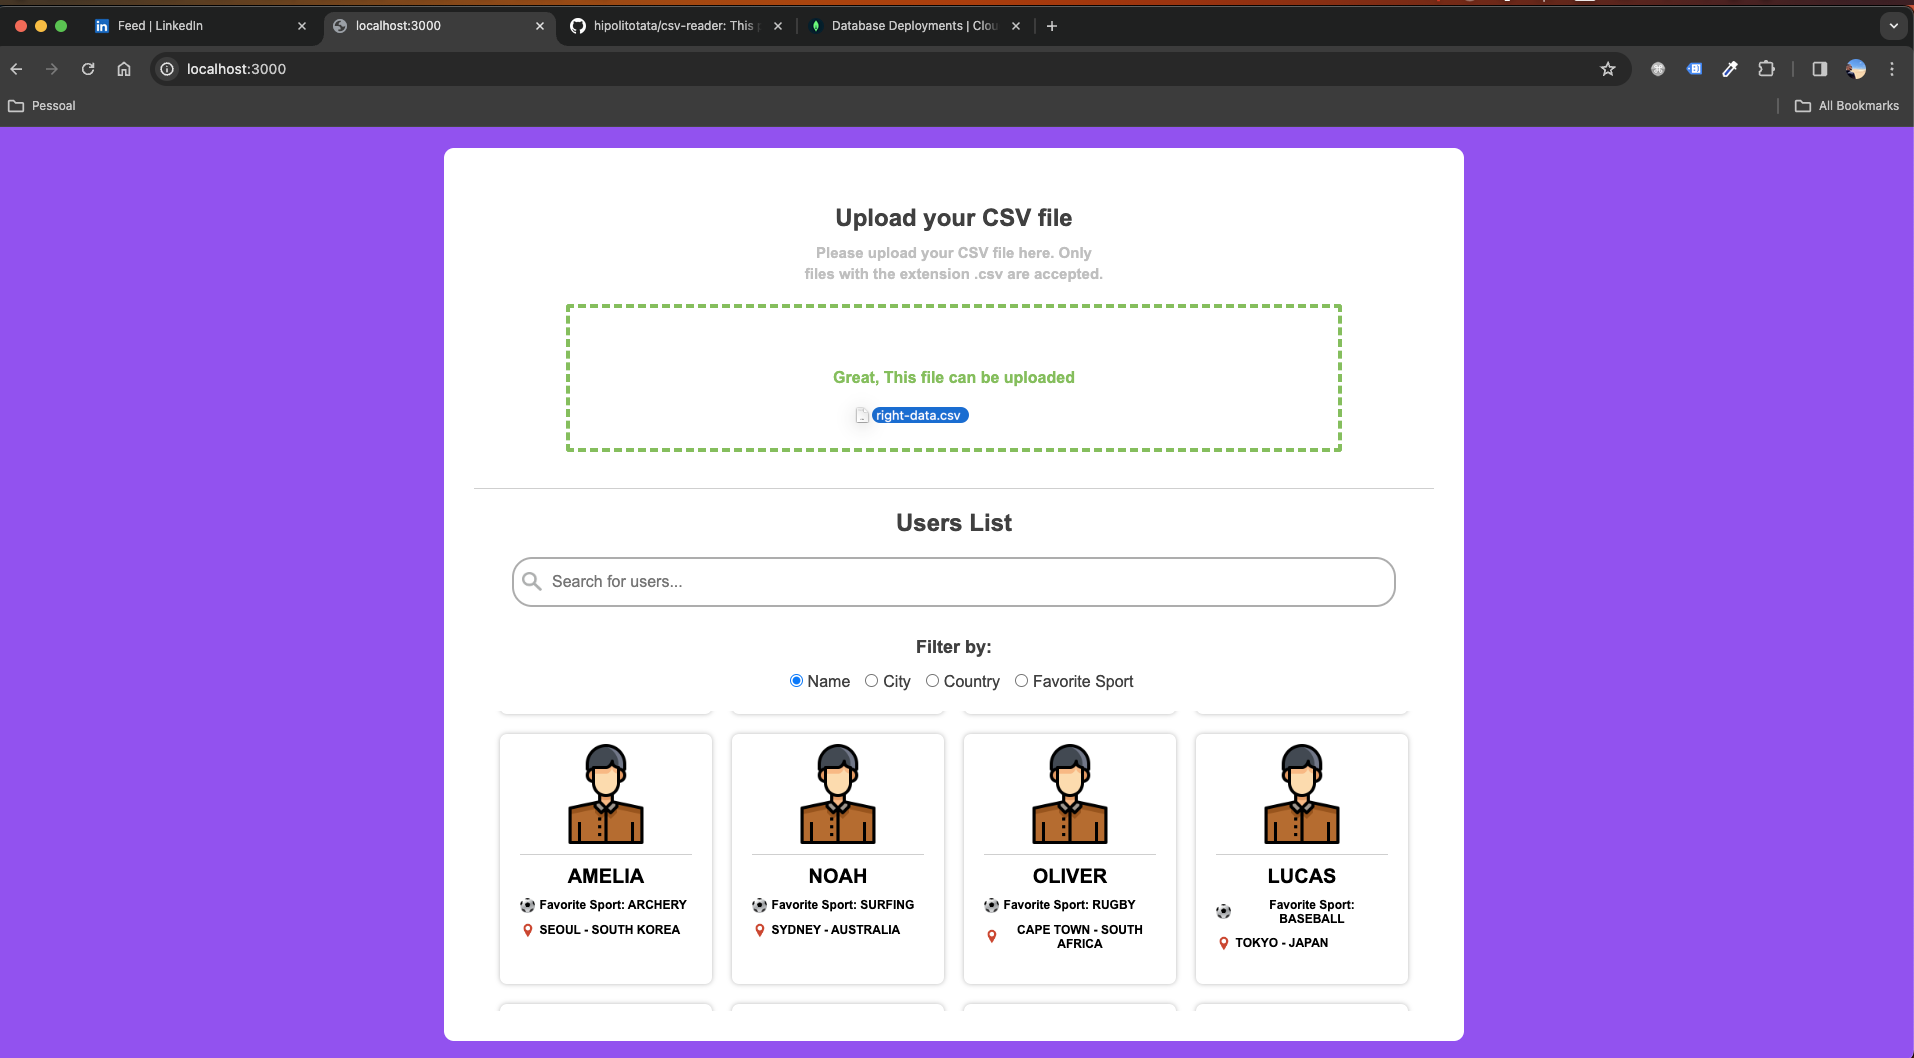 Feed | LinkedIn
localhost:3000
hipolitotata/csv-reader: This
Database Deployments | Clou
localhost:3000
Pessoal
All Bookmarks
Upload your CSV file
Please upload your CSV file here. Only
files with the extension .csv are accepted.
Great, This file can be uploaded
right-data.csv
Users List
Search for users...
Filter by:
Name City Country Favorite Sport
AMELIA
Favorite Sport: ARCHERY
SEOUL - SOUTH KOREA
NOAH
Favorite Sport: SURFING
SYDNEY - AUSTRALIA
OLIVER
Favorite Sport: RUGBY
CAPE TOWN - SOUTH
AFRICA
LUCAS
Favorite Sport:
BASEBALL
TOKYO - JAPAN